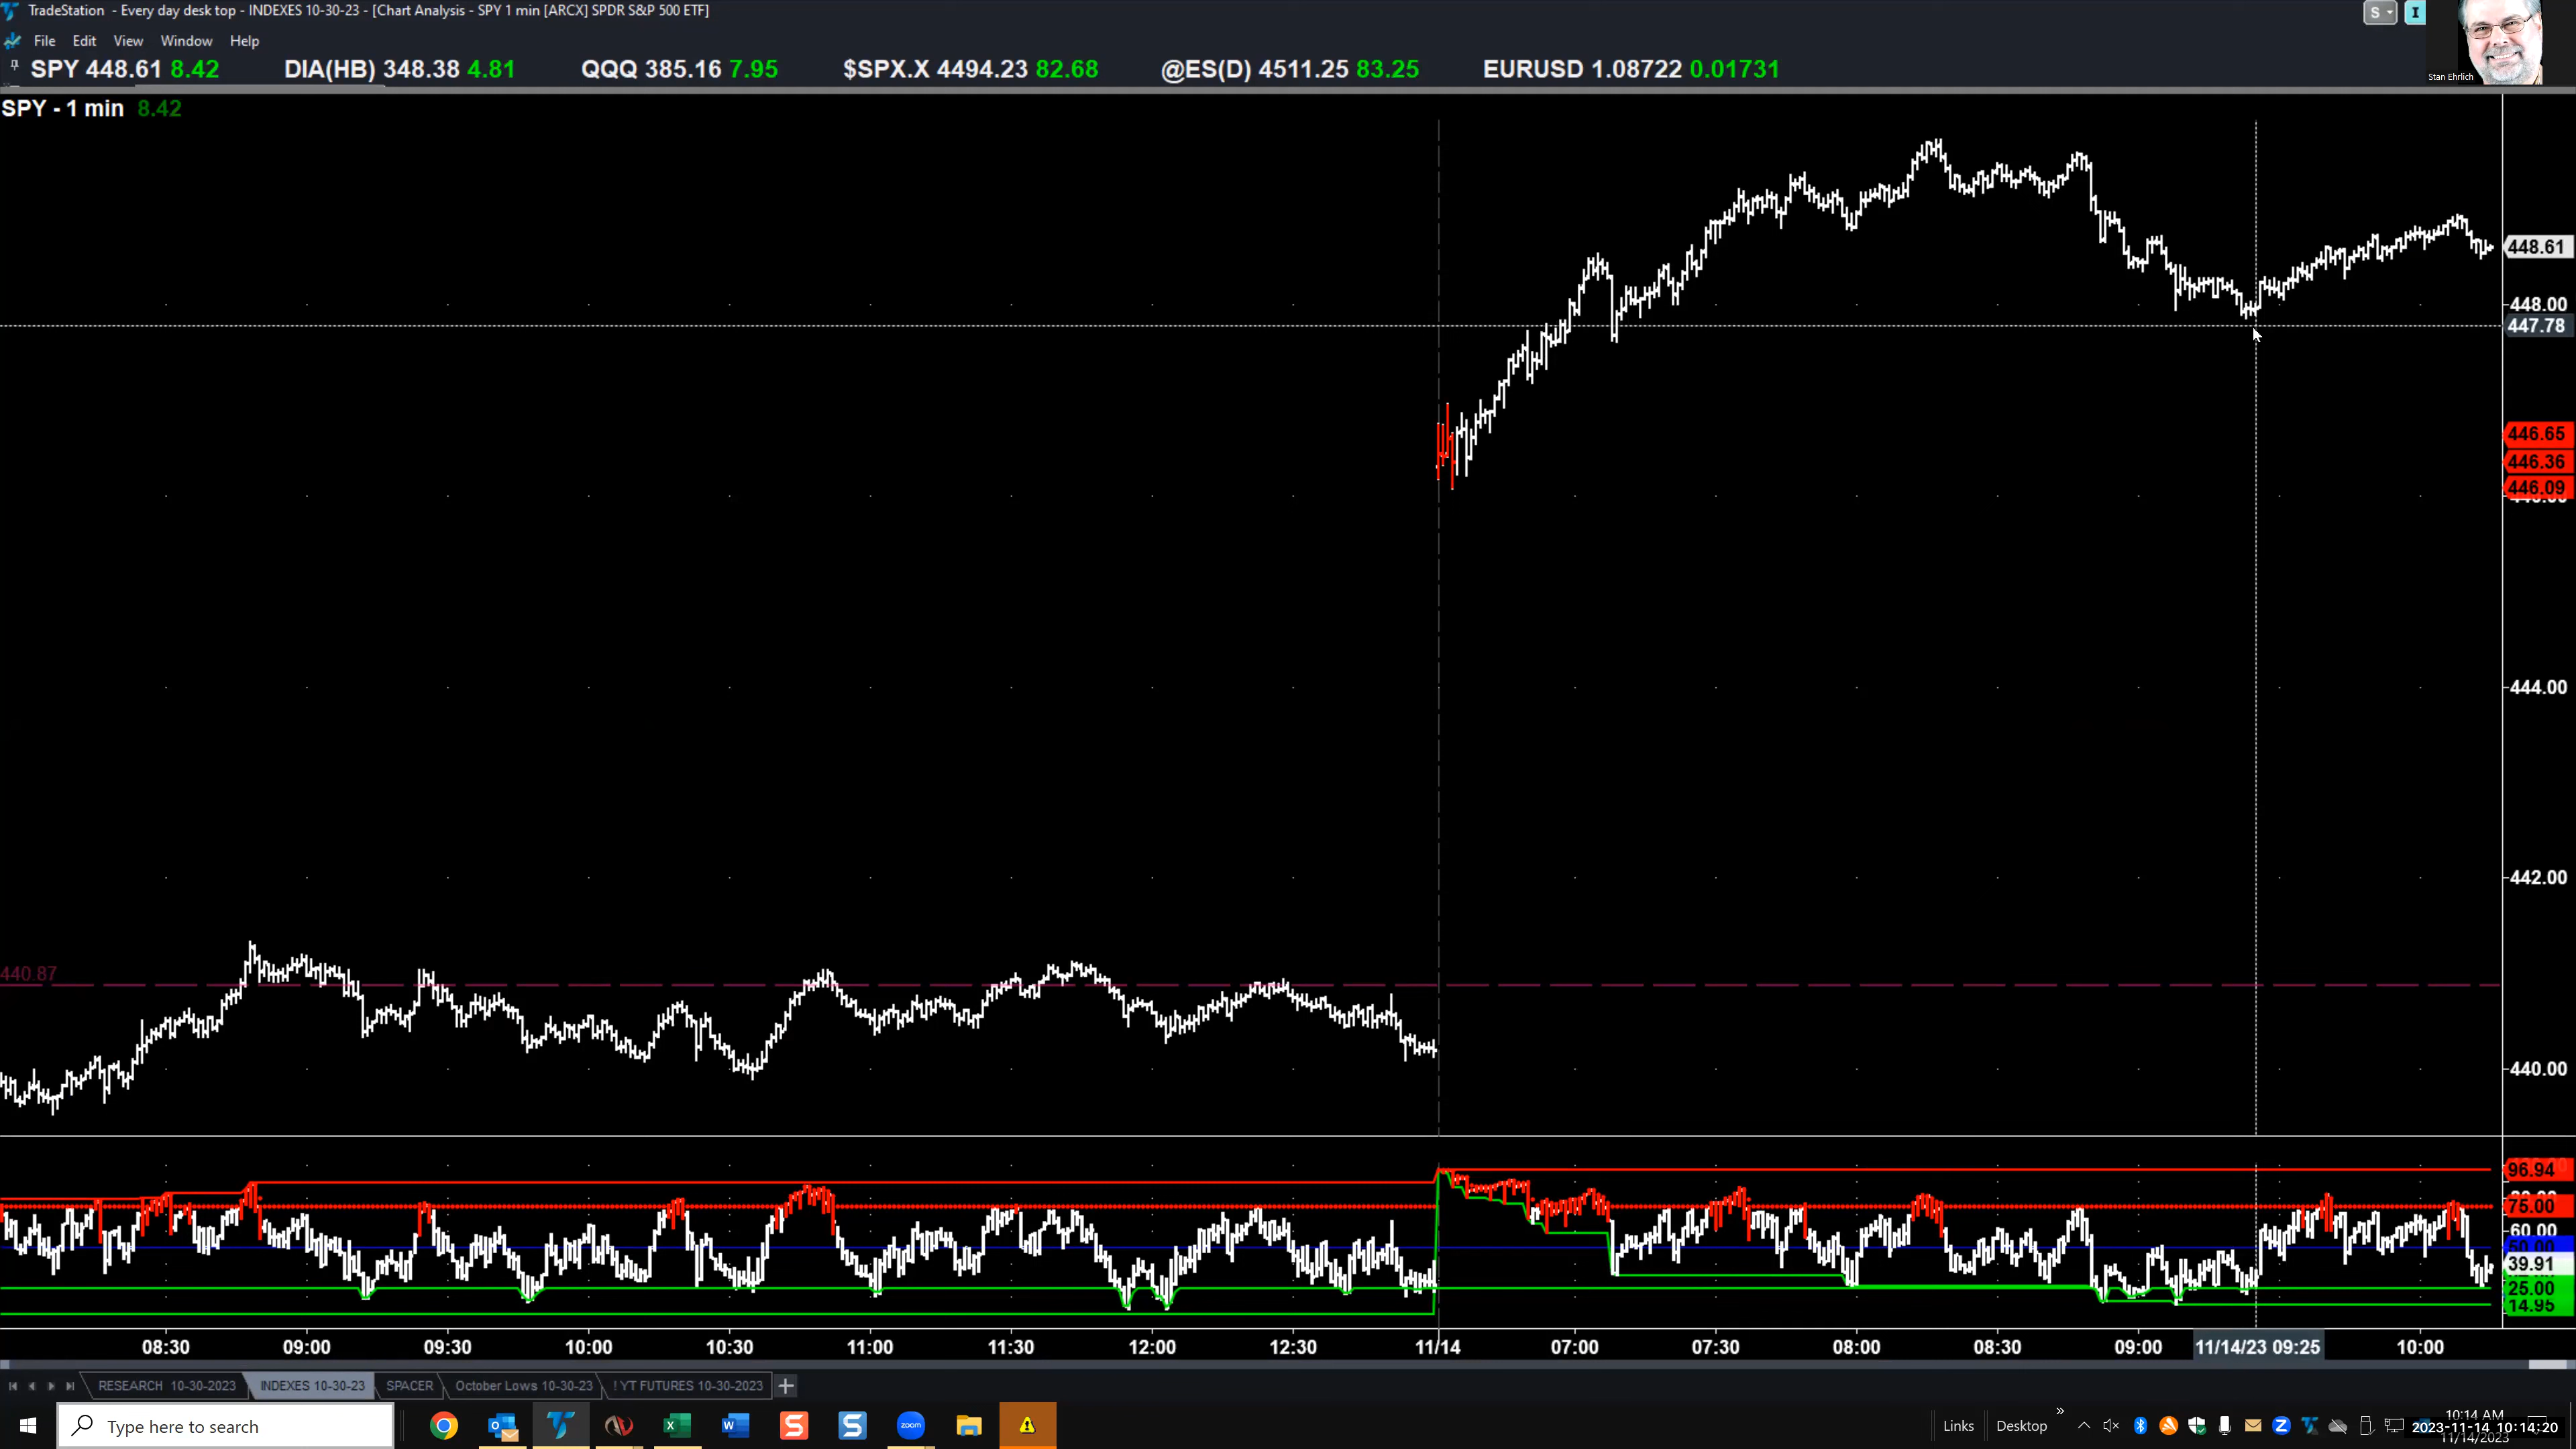 TradeStation - Every day desk top - INDEXES 10-30-23 - [Chart Analysis - SPY 1 min [ARCX] SPDR S&P 500 ETF]
S I
File Edit View Window Help
SPY 448.61 8.42 DIA(HB) 348.38 4.81 QQQ 385.16 7.95 $SPX.X 4494.23 82.68 @ES(D) 4511.25 83.25 EURUSD 1.08722 0.01731
Stan Ehrlich
SPY - 1 min 8.42
448.61
448.00
447.78
446.65
446.36
446.09
444.00
442.00
440.87
440.00
96.94
75.00
60.00
50.00
39.91
25.00
14.95
08:30 09:00 09:30 10:00 10:30 11:00 11:30 12:00 12:30 11/14 07:00 07:30 08:00 08:30 09:00 11/14/23 09:25 10:00
RESEARCH 10-30-2023 INDEXES 10-30-23 SPACER October Lows 10-30-23 ! YT FUTURES 10-30-2023 +
Type here to search
zoom
Links Desktop »
10:14 AM
2023-11-14 10:14:20
11/14/2023